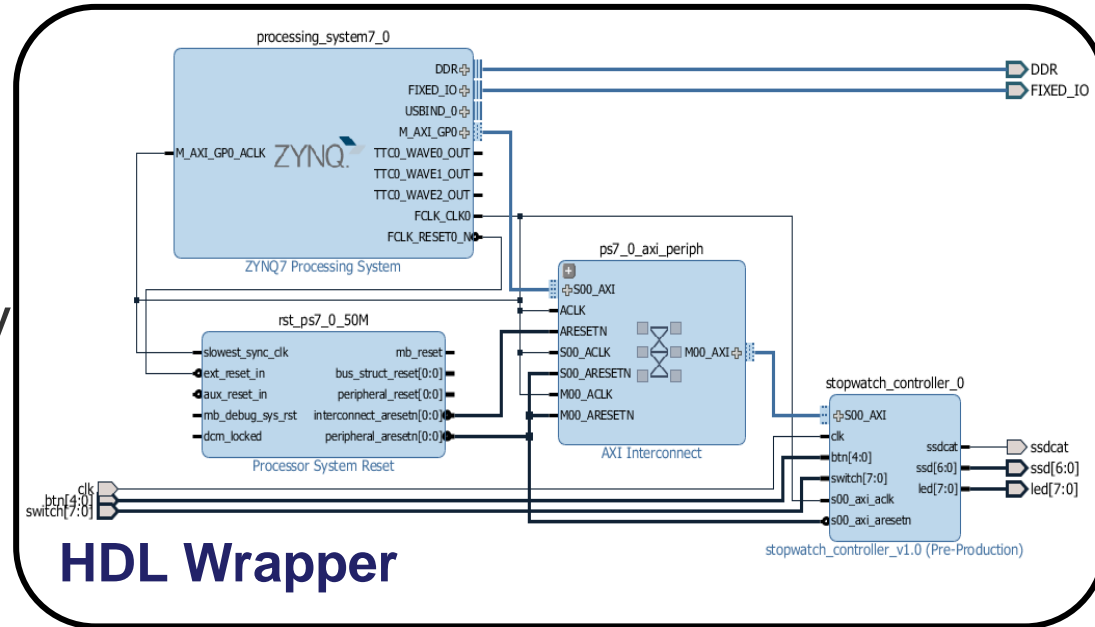 processing_system7_0
DDR
FIXED_IO
USBIND_0
M_AXI_GP0
M_AXI_GP0_ACLK
ZYNQ
TTC0_WAVE0_OUT
TTC0_WAVE1_OUT
TTC0_WAVE2_OUT
FCLK_CLK0
FCLK_RESET0_N
ZYNQ7 Processing System
DDR
FIXED_IO
ps7_0_axi_periph
S00_AXI
ACLK
ARESETN
S00_ACLK
M00_AXI
S00_ARESETN
M00_ACLK
M00_ARESETN
AXI Interconnect
y
rst_ps7_0_50M
slowest_sync_clk
mb_reset
ext_reset_in
bus_struct_reset[0:0]
aux_reset_in
peripheral_reset[0:0]
mb_debug_sys_rst
interconnect_aresetn[0:0]
dcm_locked
peripheral_aresetn[0:0]
Processor System Reset
stopwatch_controller_0
S00_AXI
clk
btn[4:0]
switch[7:0]
s00_axi_aclk
s00_axi_aresetn
ssdcat
ssd[6:0]
led[7:0]
stopwatch_controller_v1.0 (Pre-Production)
ssdcat
ssd[6:0]
led[7:0]
clk
btn[4:0]
switch[7:0]
HDL Wrapper